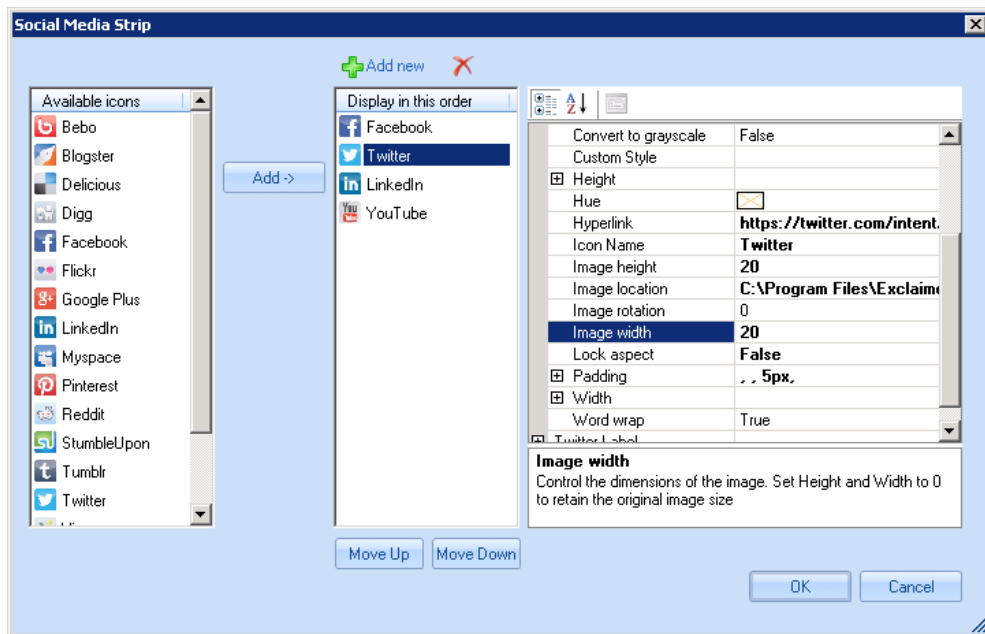 Social Media Strip
Add new
Available icons
Bebo
Blogster
Delicious
Digg
Facebook
Flickr
Google Plus
LinkedIn
Myspace
Pinterest
Reddit
StumbleUpon
Tumblr
Twitter
Add ->
Display in this order
Facebook
Twitter
LinkedIn
YouTube
Move Up
Move Down
Convert to grayscale False
Custom Style
Height
Hue
Hyperlink https://twitter.com/intent.
Icon Name Twitter
Image height 20
Image location C:\Program Files\Exclaime
Image rotation 0
Image width 20
Lock aspect False
Padding , , 5px,
Width
Word wrap True
Twitter Label
Image width
Control the dimensions of the image. Set Height and Width to 0
to retain the original image size
OK
Cancel